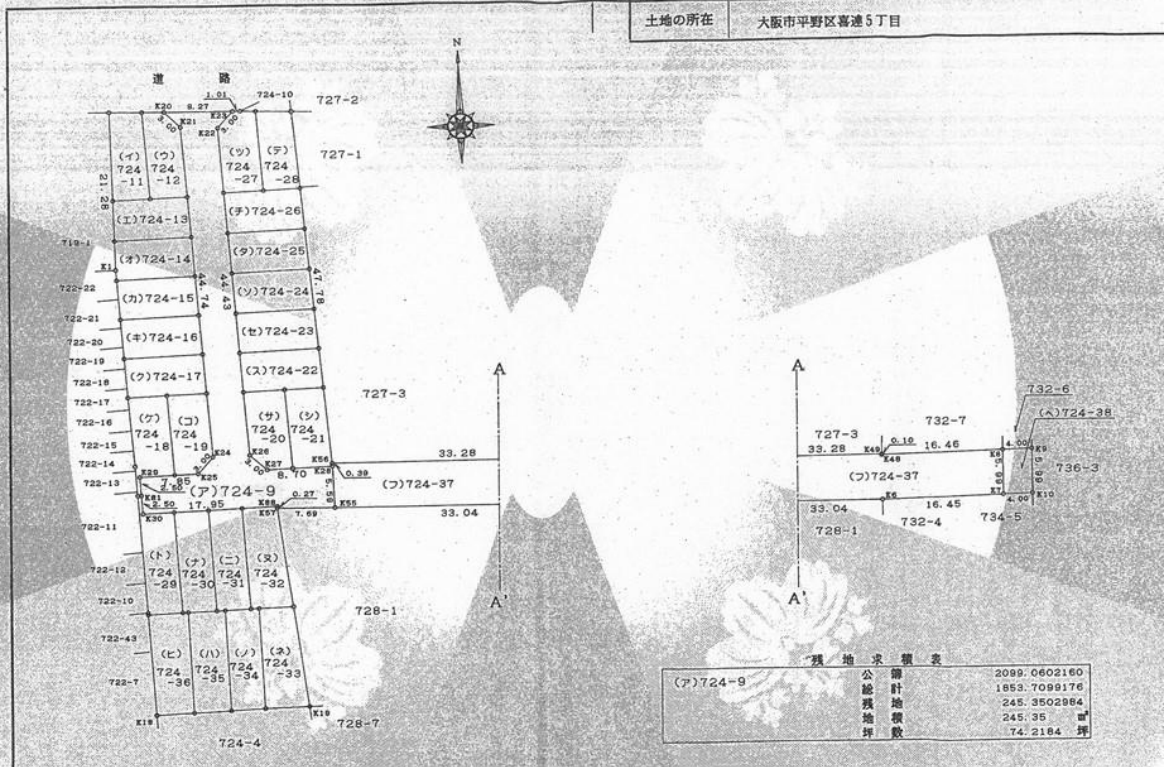 土地の所在 大阪市平野区喜連5丁目
N
道 路
1.01
724-10
727-2
K20
8.27
K23
K21
3.00
3.00
K22
727-1
(イ)
724
-11
(ウ)
724
-12
(ツ)
724
-27
(テ)
724
-28
21.28
(エ)724-13
(チ)724-26
719-1
(オ)724-14
(タ)724-25
K1
44.74
44.43
47.78
722-22
(カ)724-15
(ソ)724-24
722-21
(キ)724-16
(セ)724-23
722-20
722-19
(ク)724-17
(ス)724-22
722-18
722-17
(ケ)
724
-18
(コ)
724
-19
(サ)
724
-20
(シ)
724
-21
722-16
722-15
722-14
722-13
727-3
A
K24
3.00
K25
K26
3.00
K27
8.70
K56
K28
33.28
0.39
K29
7.85
2.50
(ア)724-9
0.27
5.59
(フ)724-37
K81
2.50
17.95
K88
K57
7.69
K55
33.04
K30
722-11
722-12
722-10
(ト)
724
-29
(ナ)
724
-30
(ニ)
724
-31
(ヌ)
724
-32
728-1
A'
722-43
722-7
(ヒ)
724
-36
(ハ)
724
-35
(ノ)
724
-34
(ネ)
724
-33
K18
K19
728-7
724-4
A
732-6
(ヘ)724-38
732-7
727-3
33.28
K49
0.10
K48
16.46
4.00
K8
K9
(フ)724-37
5.99
5.99
736-3
K6
K7
K10
33.04
16.45
4.00
728-1
732-4
734-5
A'
残地求積表
(ア)724-9
公簿 2099.0602160
総計 1853.7099176
残地 245.3502984
地積 245.35 ㎡
坪数 74.2184 坪